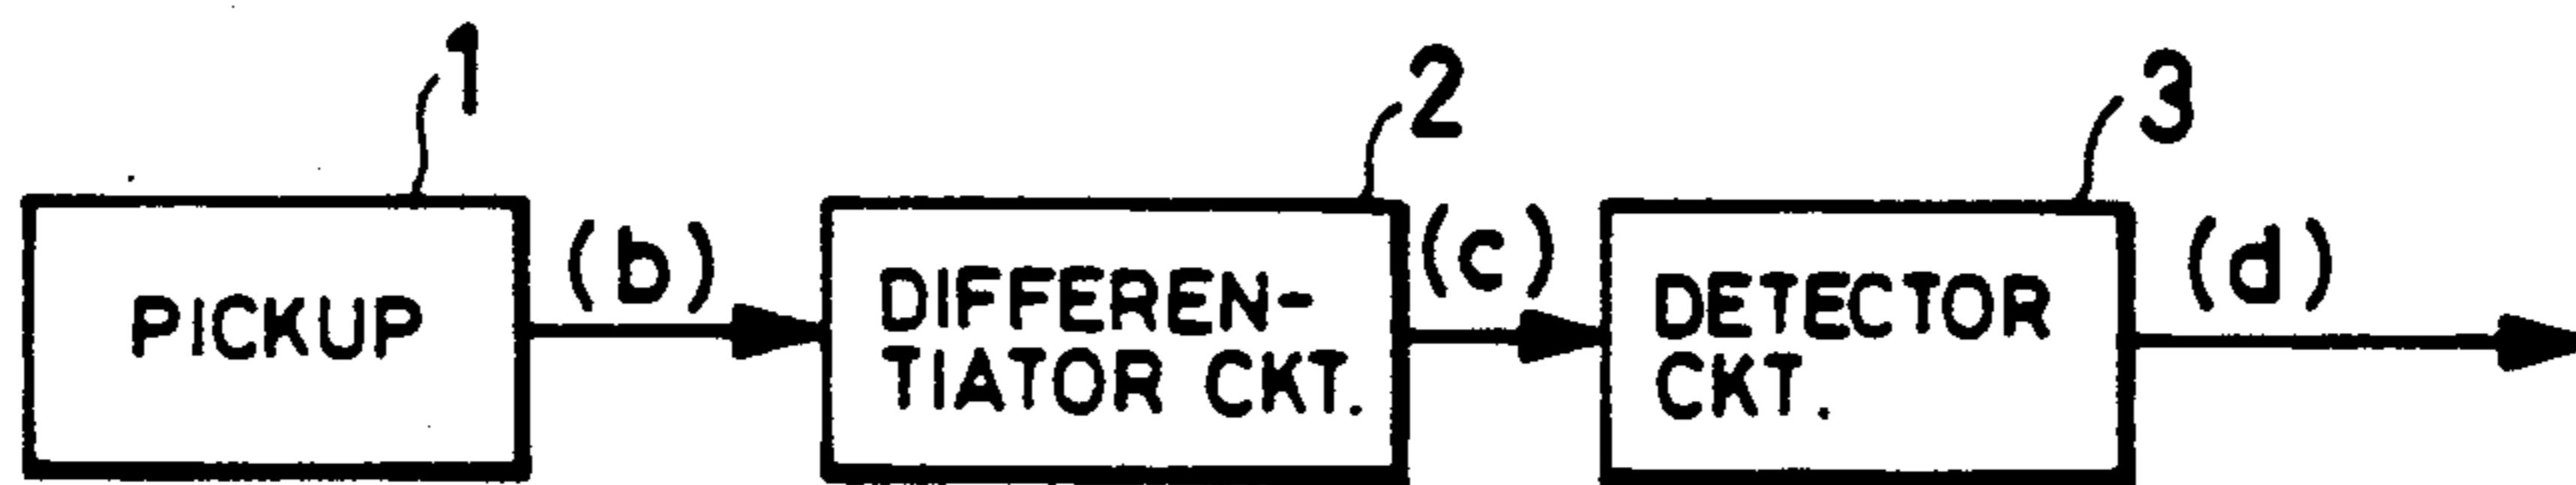 1
2
3
PICKUP
(b)
DIFFEREN-
TIATOR CKT.
(c)
DETECTOR
CKT.
(d)